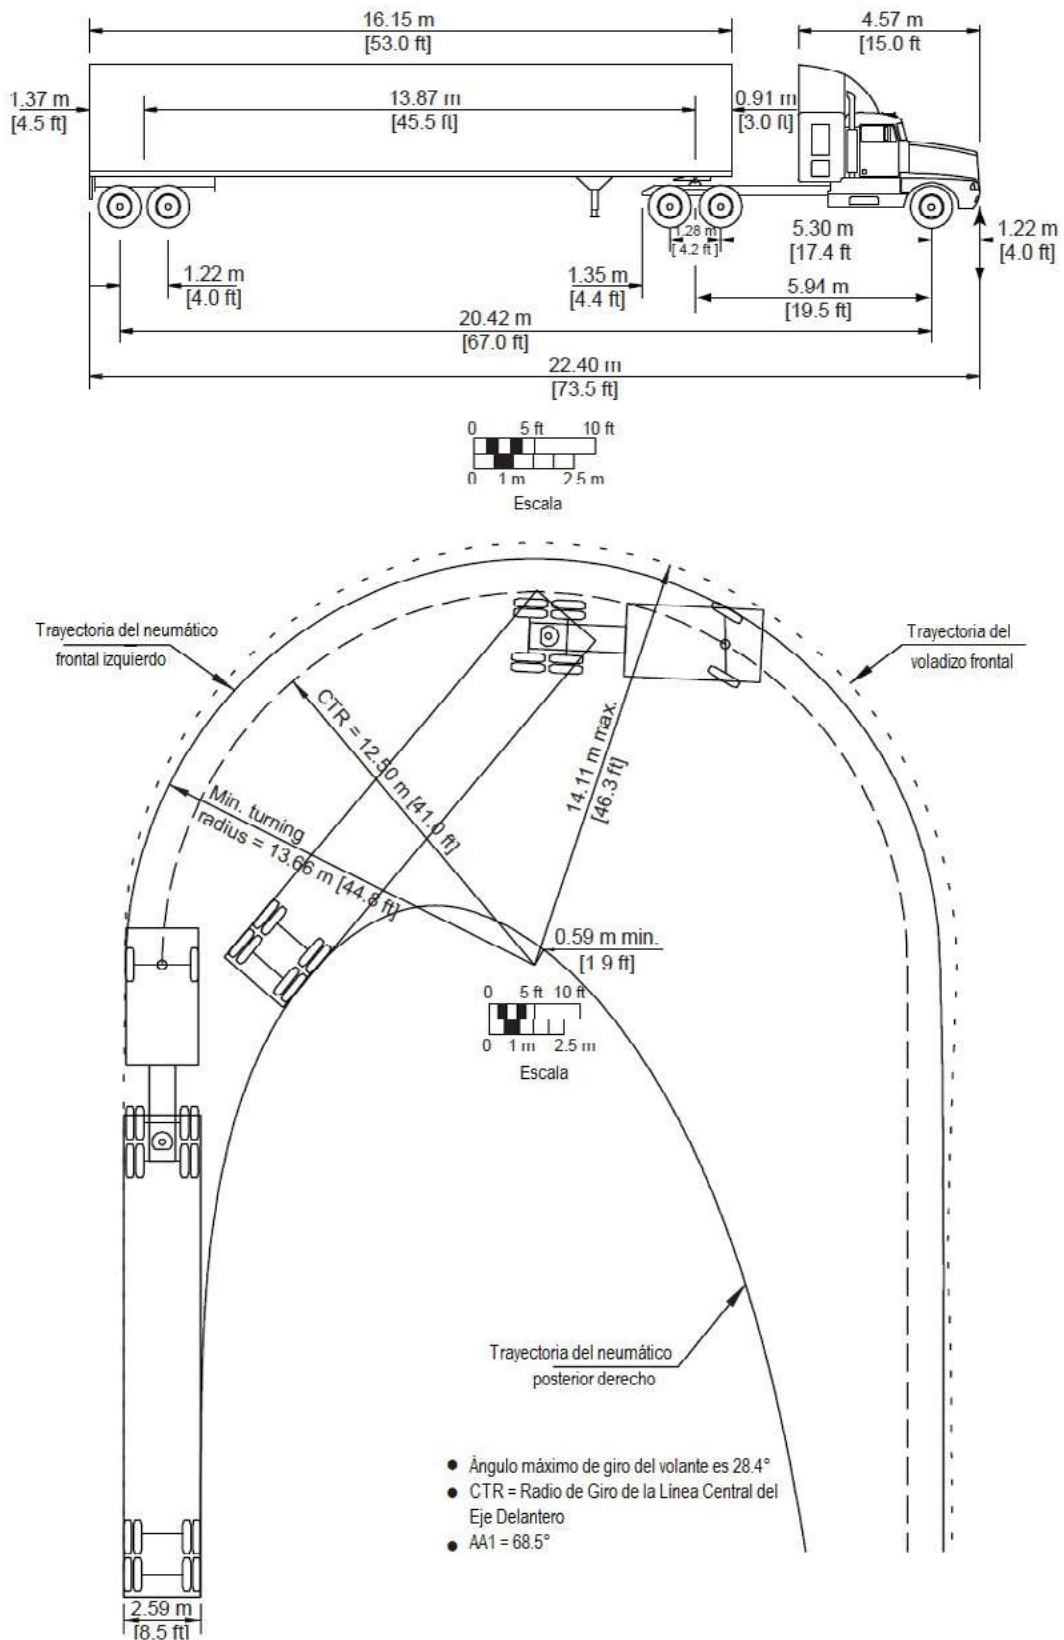 16.15 m
[53.0 ft]
4.57 m
[15.0 ft
1.37 m
[4.5 ft]
13.87 m
[45.5 ft]
0.91 m
[3.0 ft]
1.28 m
[ 4.2 ft ]
5.30 m
[17.4 ft
1.22 m
[4.0 ft]
1.22 m
[4.0 ft]
1.35 m
[4.4 ft]
5.94 m
[19.5 ft]
20.42 m
[67.0 ft]
22.40 m
[73.5 ft]
0 5 ft 10 ft
0 1 m 2.5 m
Escala
Trayectoria del neumático
frontal izquierdo
Trayectoria del
voladizo frontal
CTR = 12.50 m [41.0 ft]
14.11 m max.
[46.3 ft]
Min. turning
radius = 13.66 m [44.8 ft]
0.59 m min.
[1 9 ft]
0 5 ft 10 ft
0 1 m 2.5 m
Escala
Trayectoria del neumático
posterior derecho
● Ángulo máximo de giro del volante es 28.4°
● CTR = Radio de Giro de la Línea Central del
Eje Delantero
● AA1 = 68.5°
2.59 m
[8.5 ft]